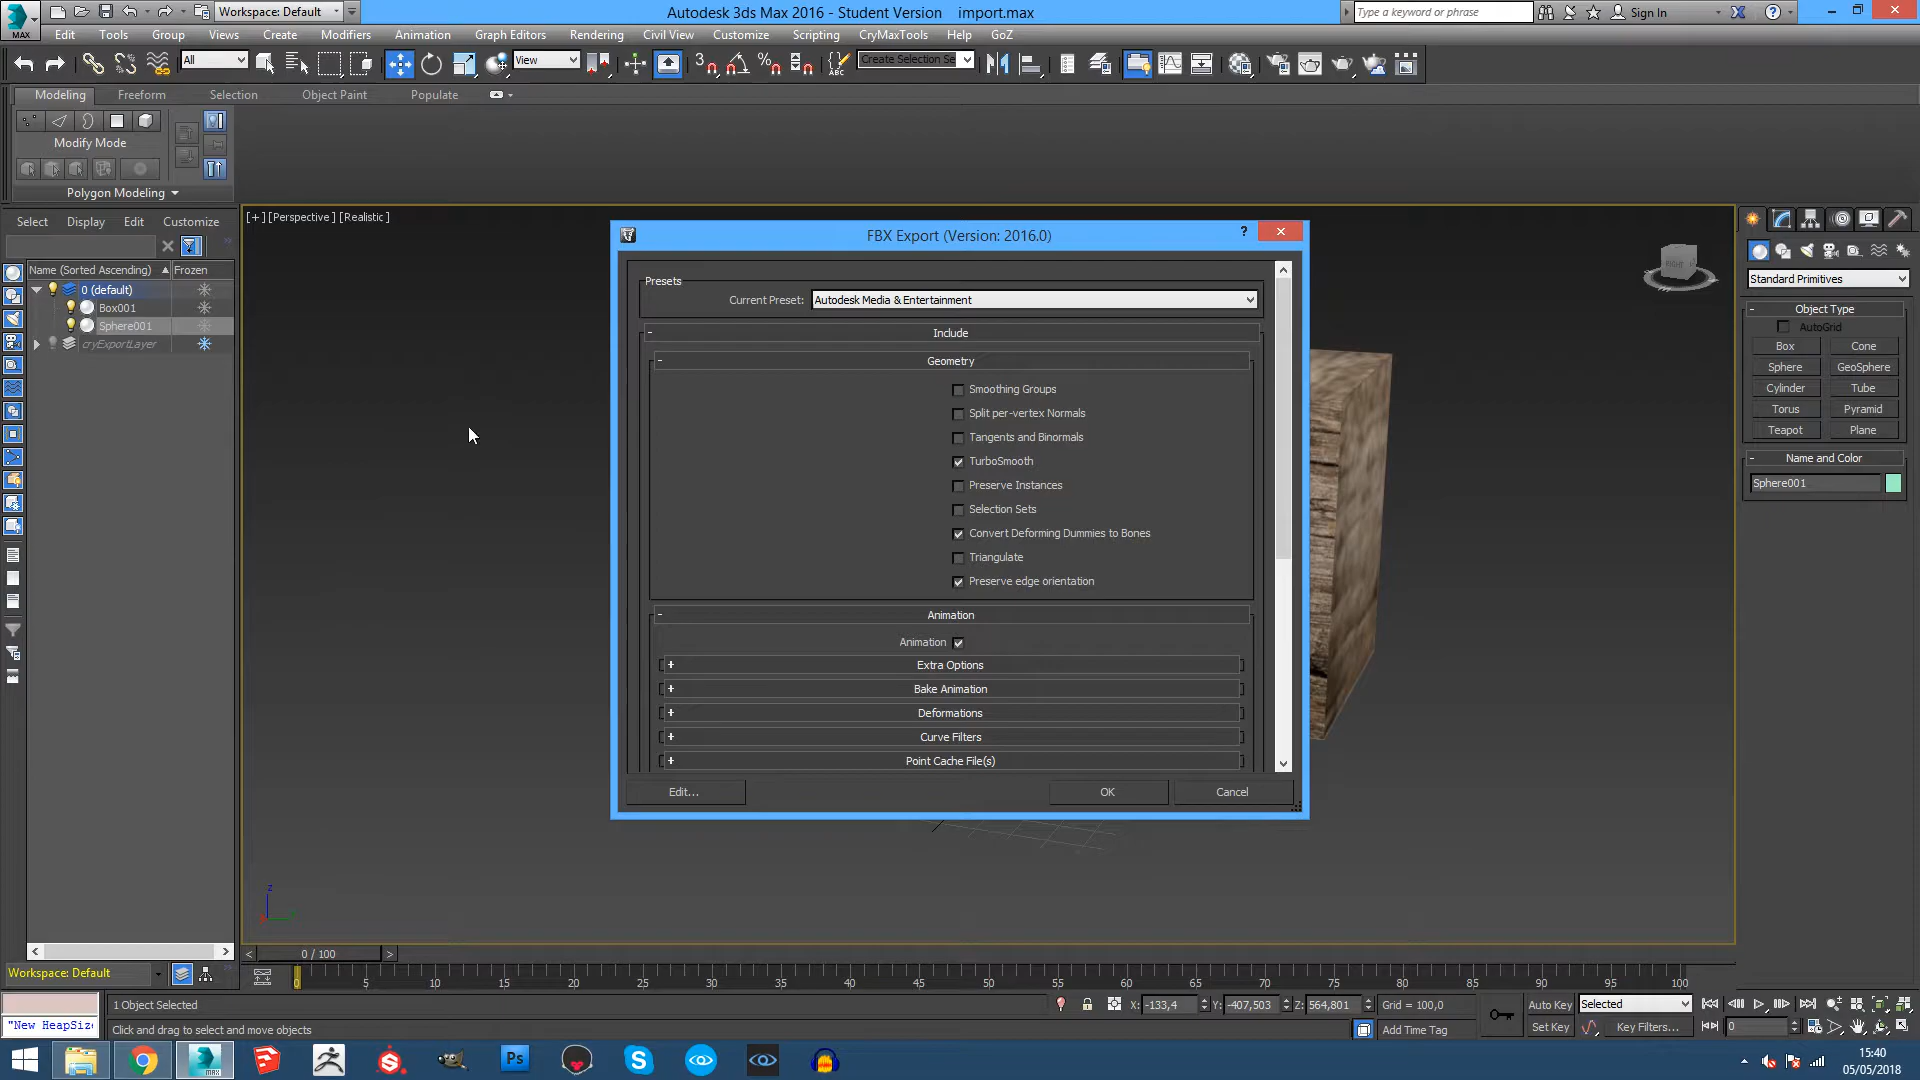 Workspace: Default
Autodesk 3ds Max 2016 - Student Version    import.max
Type a keyword or phrase
Sign In
MAX
Edit Tools Group Views Create Modifiers Animation Graph Editors Rendering Civil View Customize Scripting CryMaxTools Help GoZ
All
View
3
ABC
Create Selection Se
Modeling Freeform Selection Object Paint Populate
Modify Mode
Polygon Modeling
Select Display Edit Customize
Name (Sorted Ascending) Frozen
0 (default)
Box001
Sphere001
cryExportLayer
[+] [Perspective] [Realistic]
FBX Export (Version: 2016.0)
?
Presets
Current Preset: Autodesk Media & Entertainment
- Include
- Geometry
Smoothing Groups
Split per-vertex Normals
Tangents and Binormals
TurboSmooth
Preserve Instances
Selection Sets
Convert Deforming Dummies to Bones
Triangulate
Preserve edge orientation
- Animation
Animation
+ Extra Options
+ Bake Animation
+ Deformations
+ Curve Filters
+ Point Cache File(s)
Edit...
OK
Cancel
RIGHT
Standard Primitives
- Object Type
AutoGrid
Box Cone
Sphere GeoSphere
Cylinder Tube
Torus Pyramid
Teapot Plane
- Name and Color
Sphere001
z
< 0 / 100 >
Workspace: Default
0 5 10 15 20 25 30 35 40 45 50 55 60 65 70 75 80 85 90 95 100
1 Object Selected
X: -133,4 Y: -407,503 Z: 564,801 Grid = 100,0
Auto Key Selected
"New HeapSiz
Click and drag to select and move objects
Add Time Tag
Set Key Key Filters... 0
MAX
Ps
15:40
05/05/2018